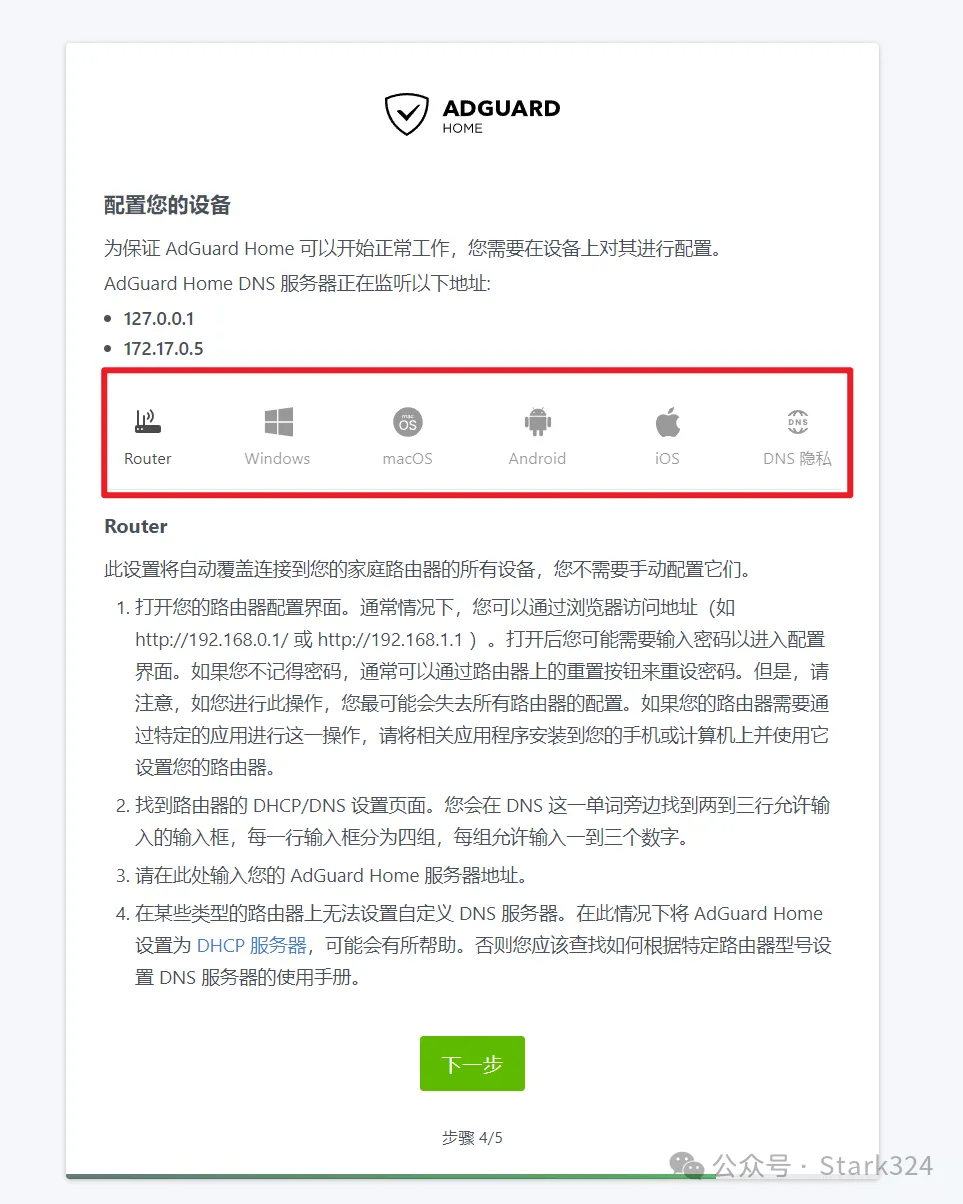 ADGUARD
HOME
配置您的设备
为保证 AdGuard Home 可以开始正常工作，您需要在设备上对其进行配置。
AdGuard Home DNS 服务器正在监听以下地址:
• 127.0.0.1
• 172.17.0.5
Router Windows macOS Android iOS DNS 隐私
mac
OS
DNS
Router
此设置将自动覆盖连接到您的家庭路由器的所有设备，您不需要手动配置它们。
1. 打开您的路由器配置界面。通常情况下，您可以通过浏览器访问地址（如
http://192.168.0.1/ 或 http://192.168.1.1 ）。打开后您可能需要输入密码以进入配置
界面。如果您不记得密码，通常可以通过路由器上的重置按钮来重设密码。但是，请
注意，如您进行此操作，您最可能会失去所有路由器的配置。如果您的路由器需要通
过特定的应用进行这一操作，请将相关应用程序安装到您的手机或计算机上并使用它
设置您的路由器。
2. 找到路由器的 DHCP/DNS 设置页面。您会在 DNS 这一单词旁边找到两到三行允许输
入的输入框，每一行输入框分为四组，每组允许输入一到三个数字。
3. 请在此处输入您的 AdGuard Home 服务器地址。
4. 在某些类型的路由器上无法设置自定义 DNS 服务器。在此情况下将 AdGuard Home
设置为 DHCP 服务器，可能会有所帮助。否则您应该查找如何根据特定路由器型号设
置 DNS 服务器的使用手册。
下一步
步骤 4/5
公众号 · Stark324